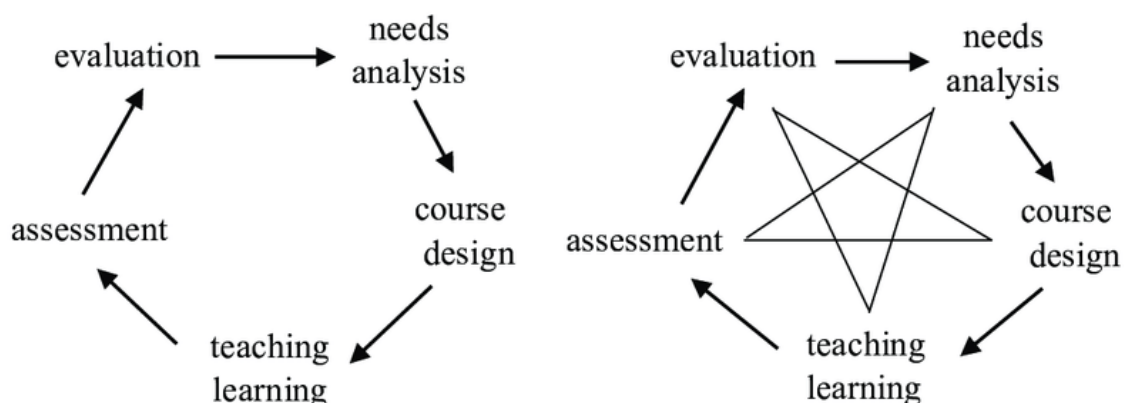 evaluation
needs
analysis
course
design
teaching
learning
assessment
evaluation
needs
analysis
course
design
teaching
learning
assessment